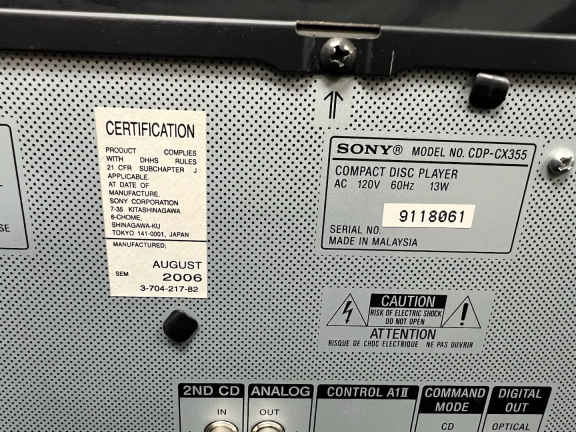 CERTIFICATION
PRODUCT COMPLIES
WITH DHHS RULES
21 CFR SUBCHAPTER J
APPLICABLE
AT DATE OF
MANUFACTURE.
SONY CORPORATION
7-35 KITASHINAGAWA
6-CHOME,
SHINAGAWA-KU
TOKYO 141-0001, JAPAN
MANUFACTURED:
SEM
AUGUST
2006
3-704-217-82
SONY® MODEL NO. CDP-CX355
COMPACT DISC PLAYER
AC 120V 60Hz 13W
9118061
SERIAL NO.
MADE IN MALAYSIA
CAUTION
RISK OF ELECTRIC SHOCK
DO NOT OPEN
ATTENTION
RISQUE DE CHOC ELECTRIQUE NE PAS OUVRIR
2ND CD
ANALOG
CONTROL A1II
COMMAND
MODE
DIGITAL
OUT
IN
OUT
CD
OPTICAL